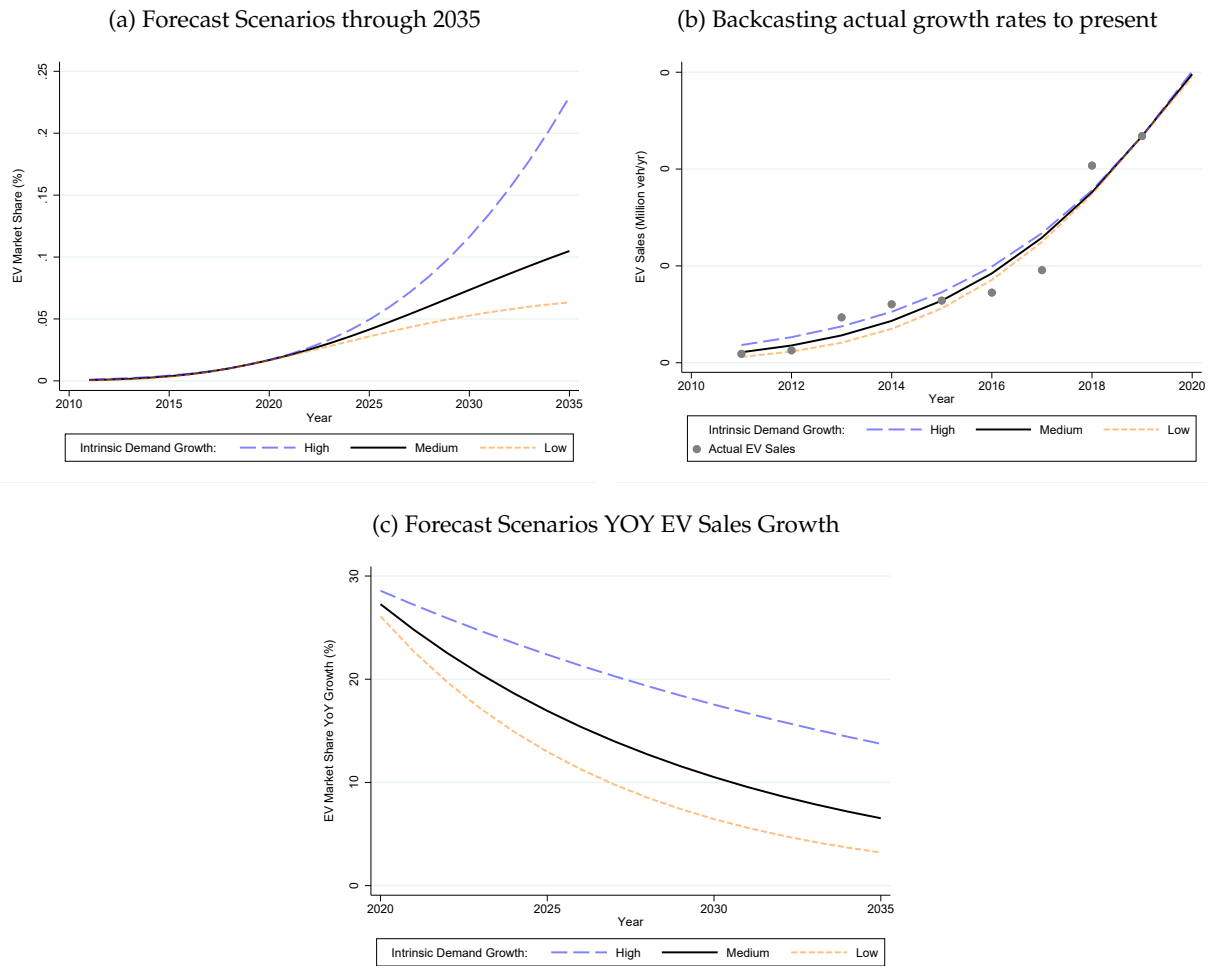 (a) Forecast Scenarios through 2035
EV Market Share (%)
.25
.2
.15
.1
.05
0
2010 2015 2020 2025 2030 2035
Year
Intrinsic Demand Growth: High Medium Low
(b) Backcasting actual growth rates to present
EV Sales (Million veh/yr)
0
0
0
0
2010 2012 2014 2016 2018 2020
Year
Intrinsic Demand Growth: High Medium Low
Actual EV Sales
(c) Forecast Scenarios YOY EV Sales Growth
EV Market Share YoY Growth (%)
30
20
10
0
2020 2025 2030 2035
Year
Intrinsic Demand Growth: High Medium Low